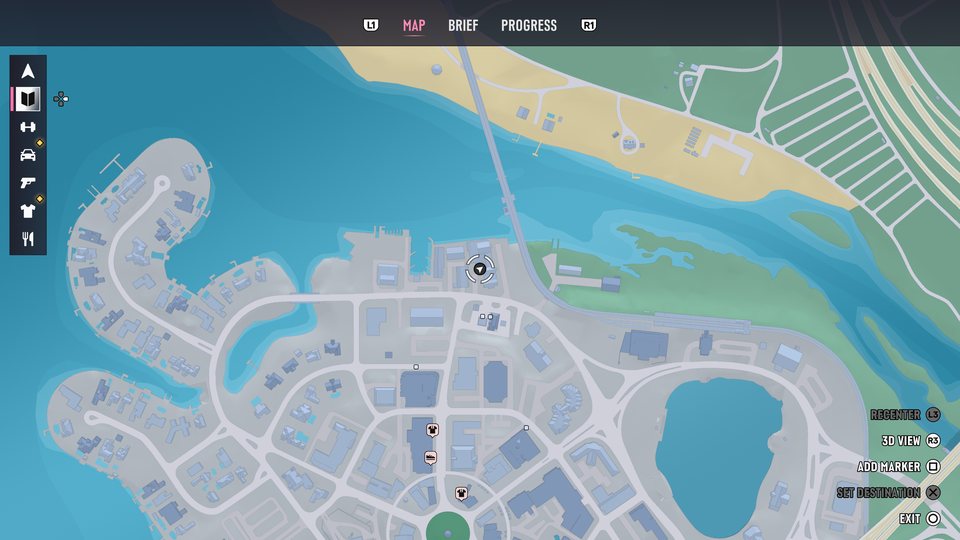 L1 MAP BRIEF PROGRESS R1
RECENTER L3
3D VIEW R3
ADD MARKER
SET DESTINATION
EXIT